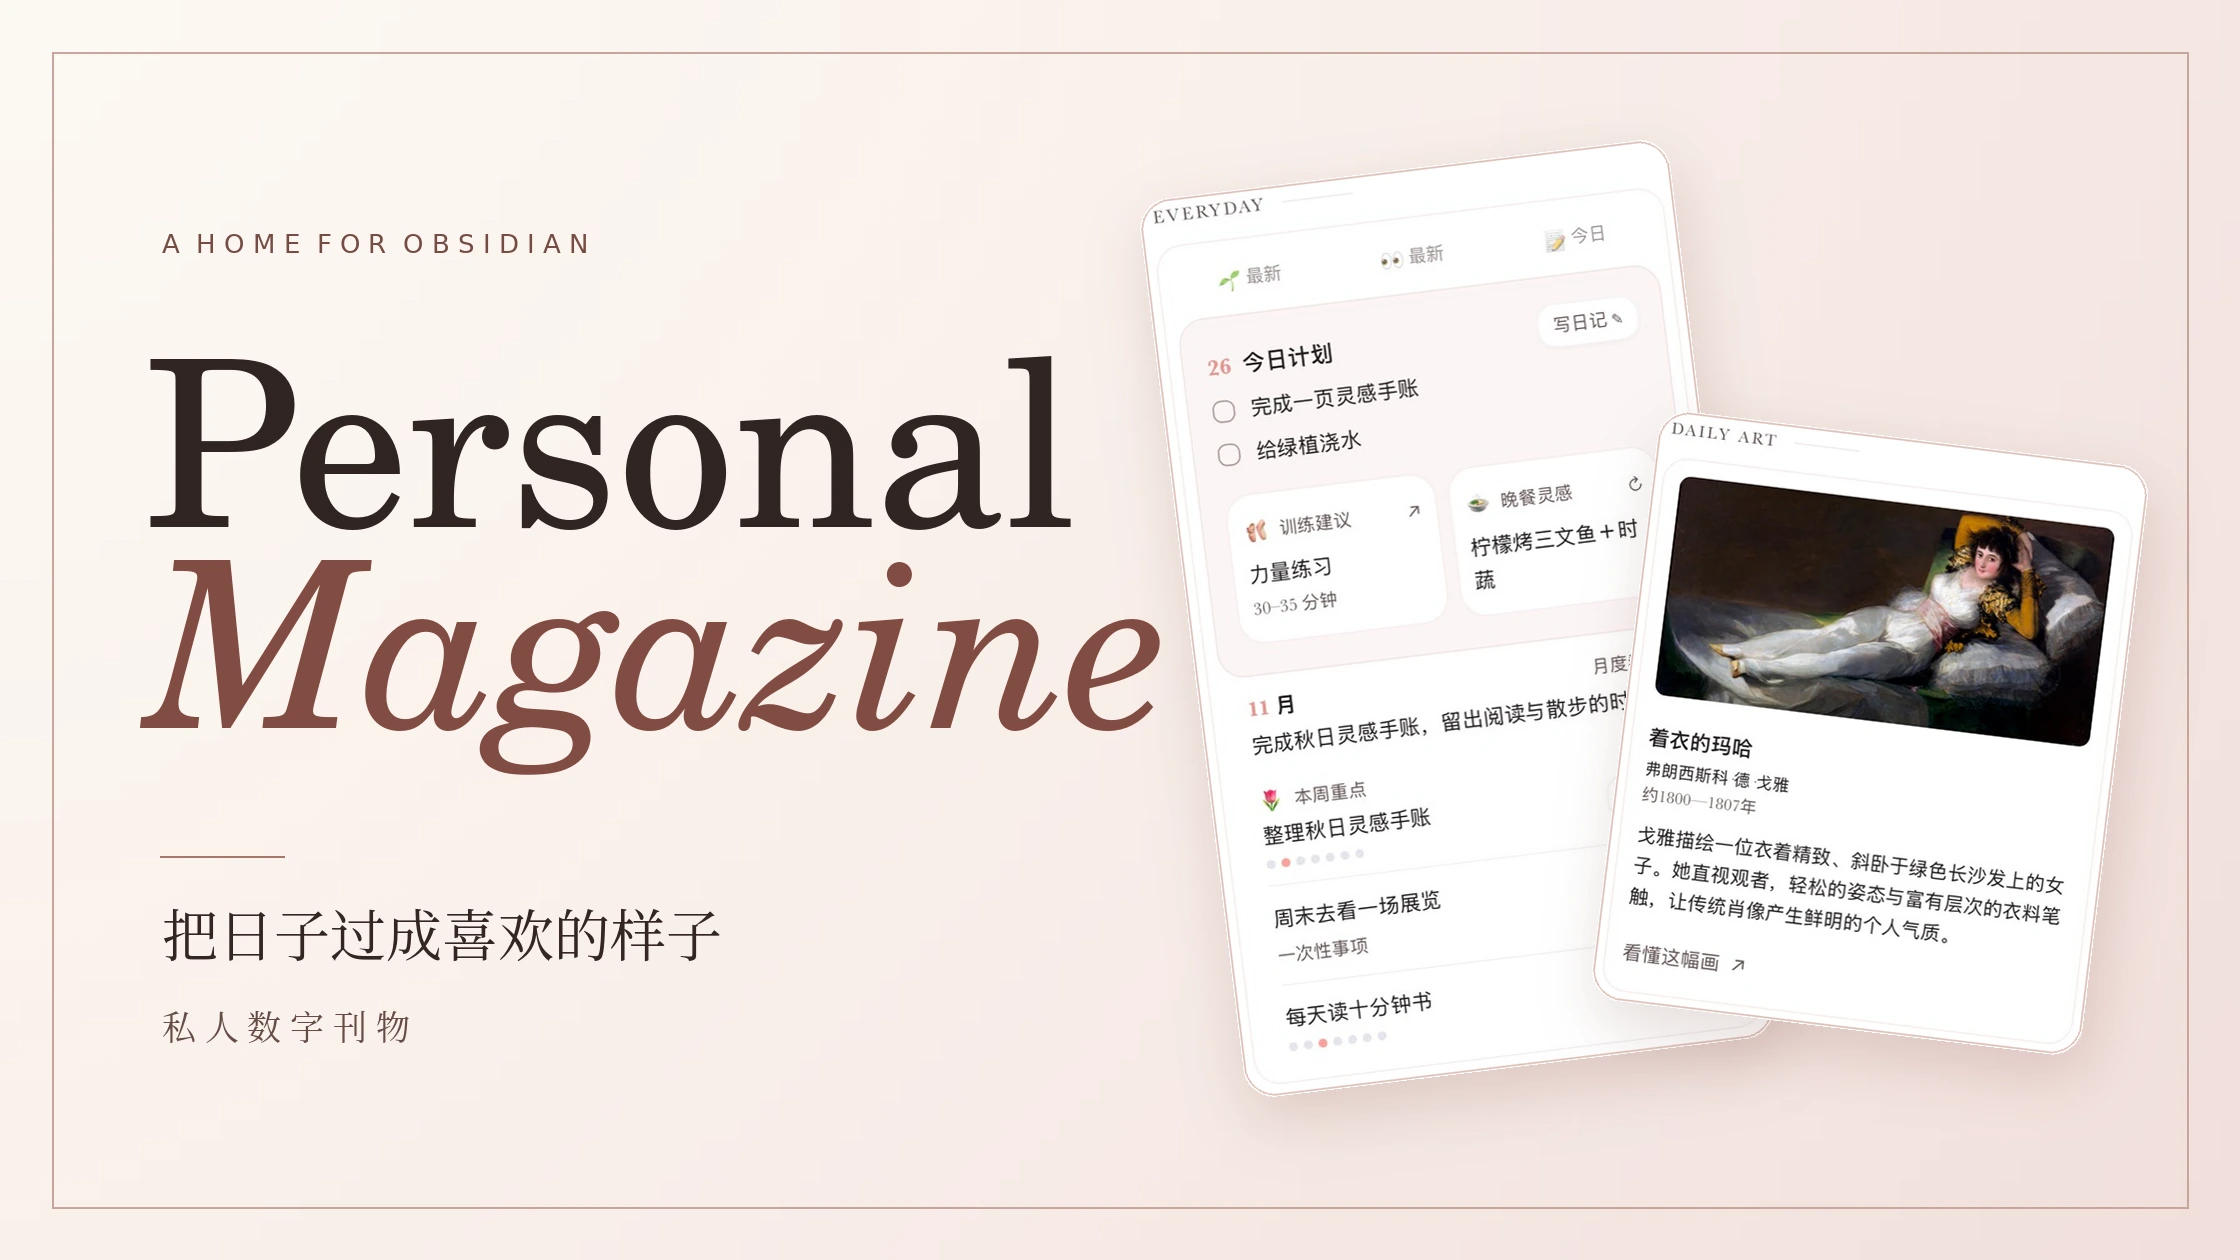 A HOME FOR OBSIDIAN
Personal
Magazine
把日子过成喜欢的样子
私人数字刊物
EVERYDAY
🌱 最新
👀 最新
📝 今日
写日记 ✎
26 今日计划
完成一页灵感手账
给绿植浇水
训练建议 ↗
力量练习
30–35 分钟
晚餐灵感 ↻
柠檬烤三文鱼＋时
蔬
月度
11 月
完成秋日灵感手账，留出阅读与散步的时
🌷 本周重点
整理秋日灵感手账
周末去看一场展览
一次性事项
每天读十分钟书
DAILY ART
着衣的玛哈
弗朗西斯科·德·戈雅
约1800—1807年
戈雅描绘一位衣着精致、斜卧于绿色长沙发上的女
子。她直视观者，轻松的姿态与富有层次的衣料笔
触，让传统肖像产生鲜明的个人气质。
看懂这幅画 ↗